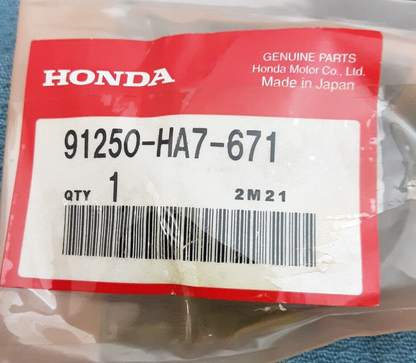 HONDA
GENUINE PARTS
Honda Motor Co., Ltd.
Made in Japan
91250-HA7-671
QTY 1 2M21